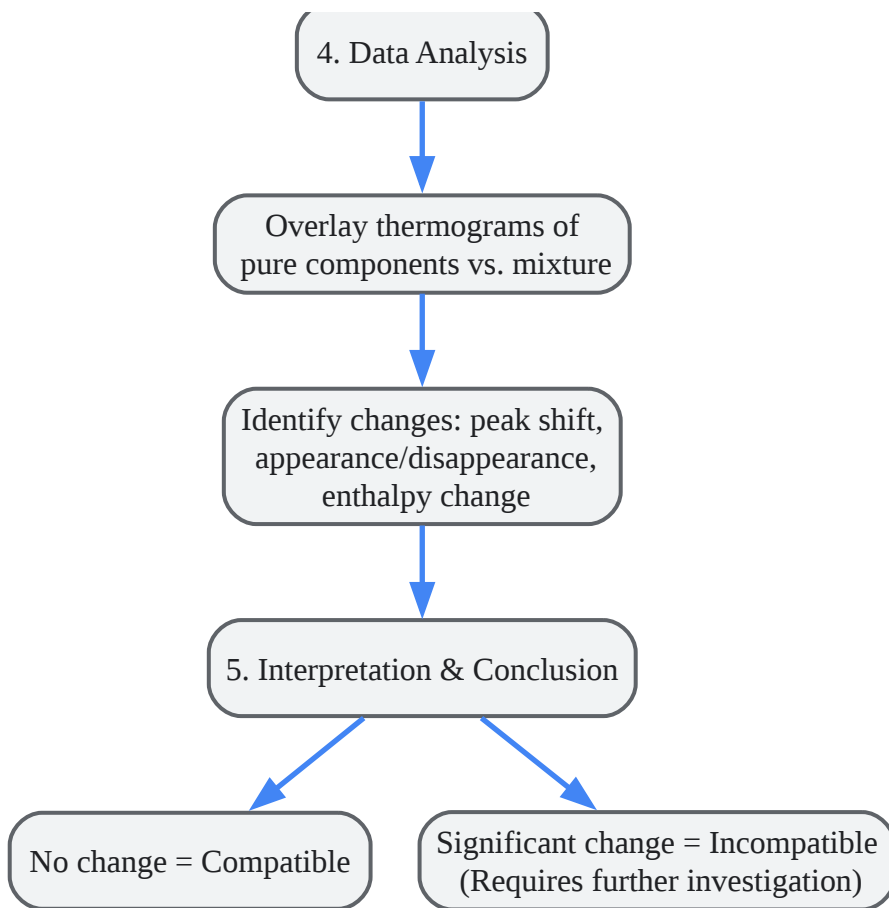 4. Data Analysis
Overlay thermograms of
pure components vs. mixture
Identify changes: peak shift,
appearance/disappearance,
enthalpy change
5. Interpretation & Conclusion
No change = Compatible
Significant change = Incompatible
(Requires further investigation)